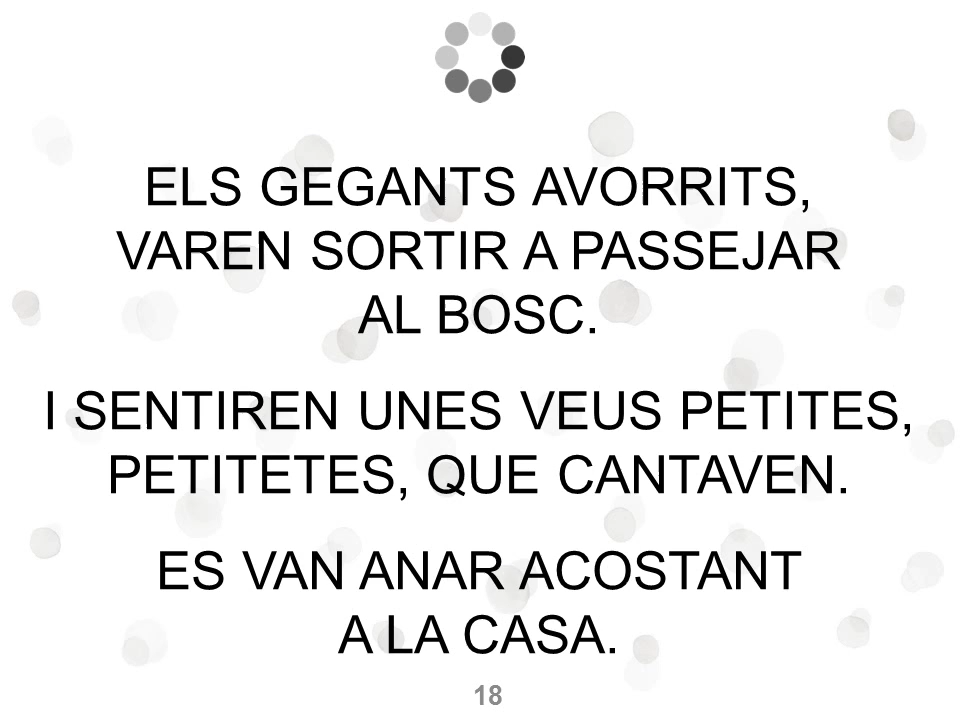 ELS GEGANTS AVORRITS,
VAREN SORTIR A PASSEJAR
AL BOSC.
I SENTIREN UNES VEUS PETITES,
PETITETES, QUE CANTAVEN.
ES VAN ANAR ACOSTANT
A LA CASA.
18